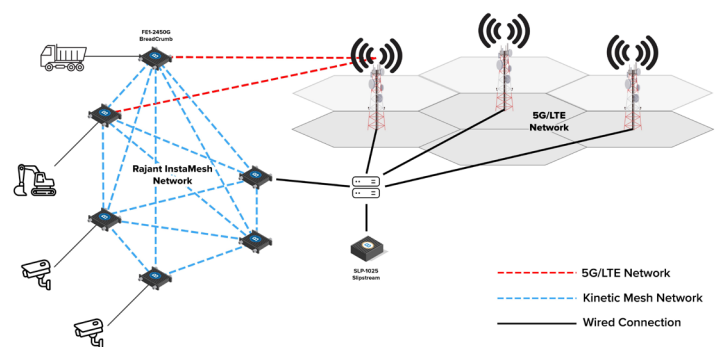 FE1-2450G
BreadCrumb
Rajant InstaMesh
Network
5G/LTE
Network
SLP-1025
Slipstream
5G/LTE Network
Kinetic Mesh Network
Wired Connection